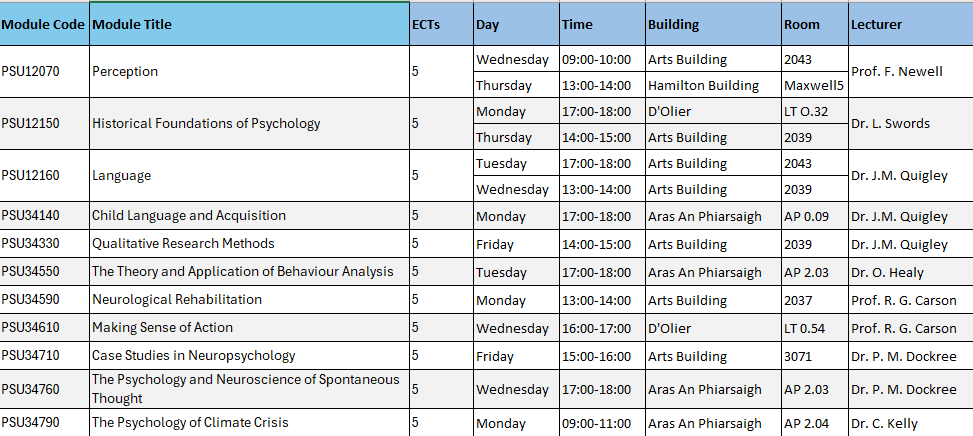 Module Code Module Title ECTs Day Time Building Room Lecturer
PSU12070 Perception 5 Wednesday 09:00-10:00 Arts Building 2043 Prof. F. Newell
Thursday 13:00-14:00 Hamilton Building Maxwell5
PSU12150 Historical Foundations of Psychology 5 Monday 17:00-18:00 D'Olier LT O.32 Dr. L. Swords
Thursday 14:00-15:00 Arts Building 2039
PSU12160 Language 5 Tuesday 17:00-18:00 Arts Building 2043 Dr. J.M. Quigley
Wednesday 13:00-14:00 Arts Building 2039
PSU34140 Child Language and Acquisition 5 Monday 17:00-18:00 Aras An Phiarsaigh AP 0.09 Dr. J.M. Quigley
PSU34330 Qualitative Research Methods 5 Friday 14:00-15:00 Arts Building 2039 Dr. J.M. Quigley
PSU34550 The Theory and Application of Behaviour Analysis 5 Tuesday 17:00-18:00 Aras An Phiarsaigh AP 2.03 Dr. O. Healy
PSU34590 Neurological Rehabilitation 5 Monday 13:00-14:00 Arts Building 2037 Prof. R. G. Carson
PSU34610 Making Sense of Action 5 Wednesday 16:00-17:00 D'Olier LT 0.54 Prof. R. G. Carson
PSU34710 Case Studies in Neuropsychology 5 Friday 15:00-16:00 Arts Building 3071 Dr. P. M. Dockree
PSU34760 The Psychology and Neuroscience of Spontaneous
Thought 5 Wednesday 17:00-18:00 Aras An Phiarsaigh AP 2.03 Dr. P. M. Dockree
PSU34790 The Psychology of Climate Crisis 5 Monday 09:00-11:00 Aras An Phiarsaigh AP 2.04 Dr. C. Kelly